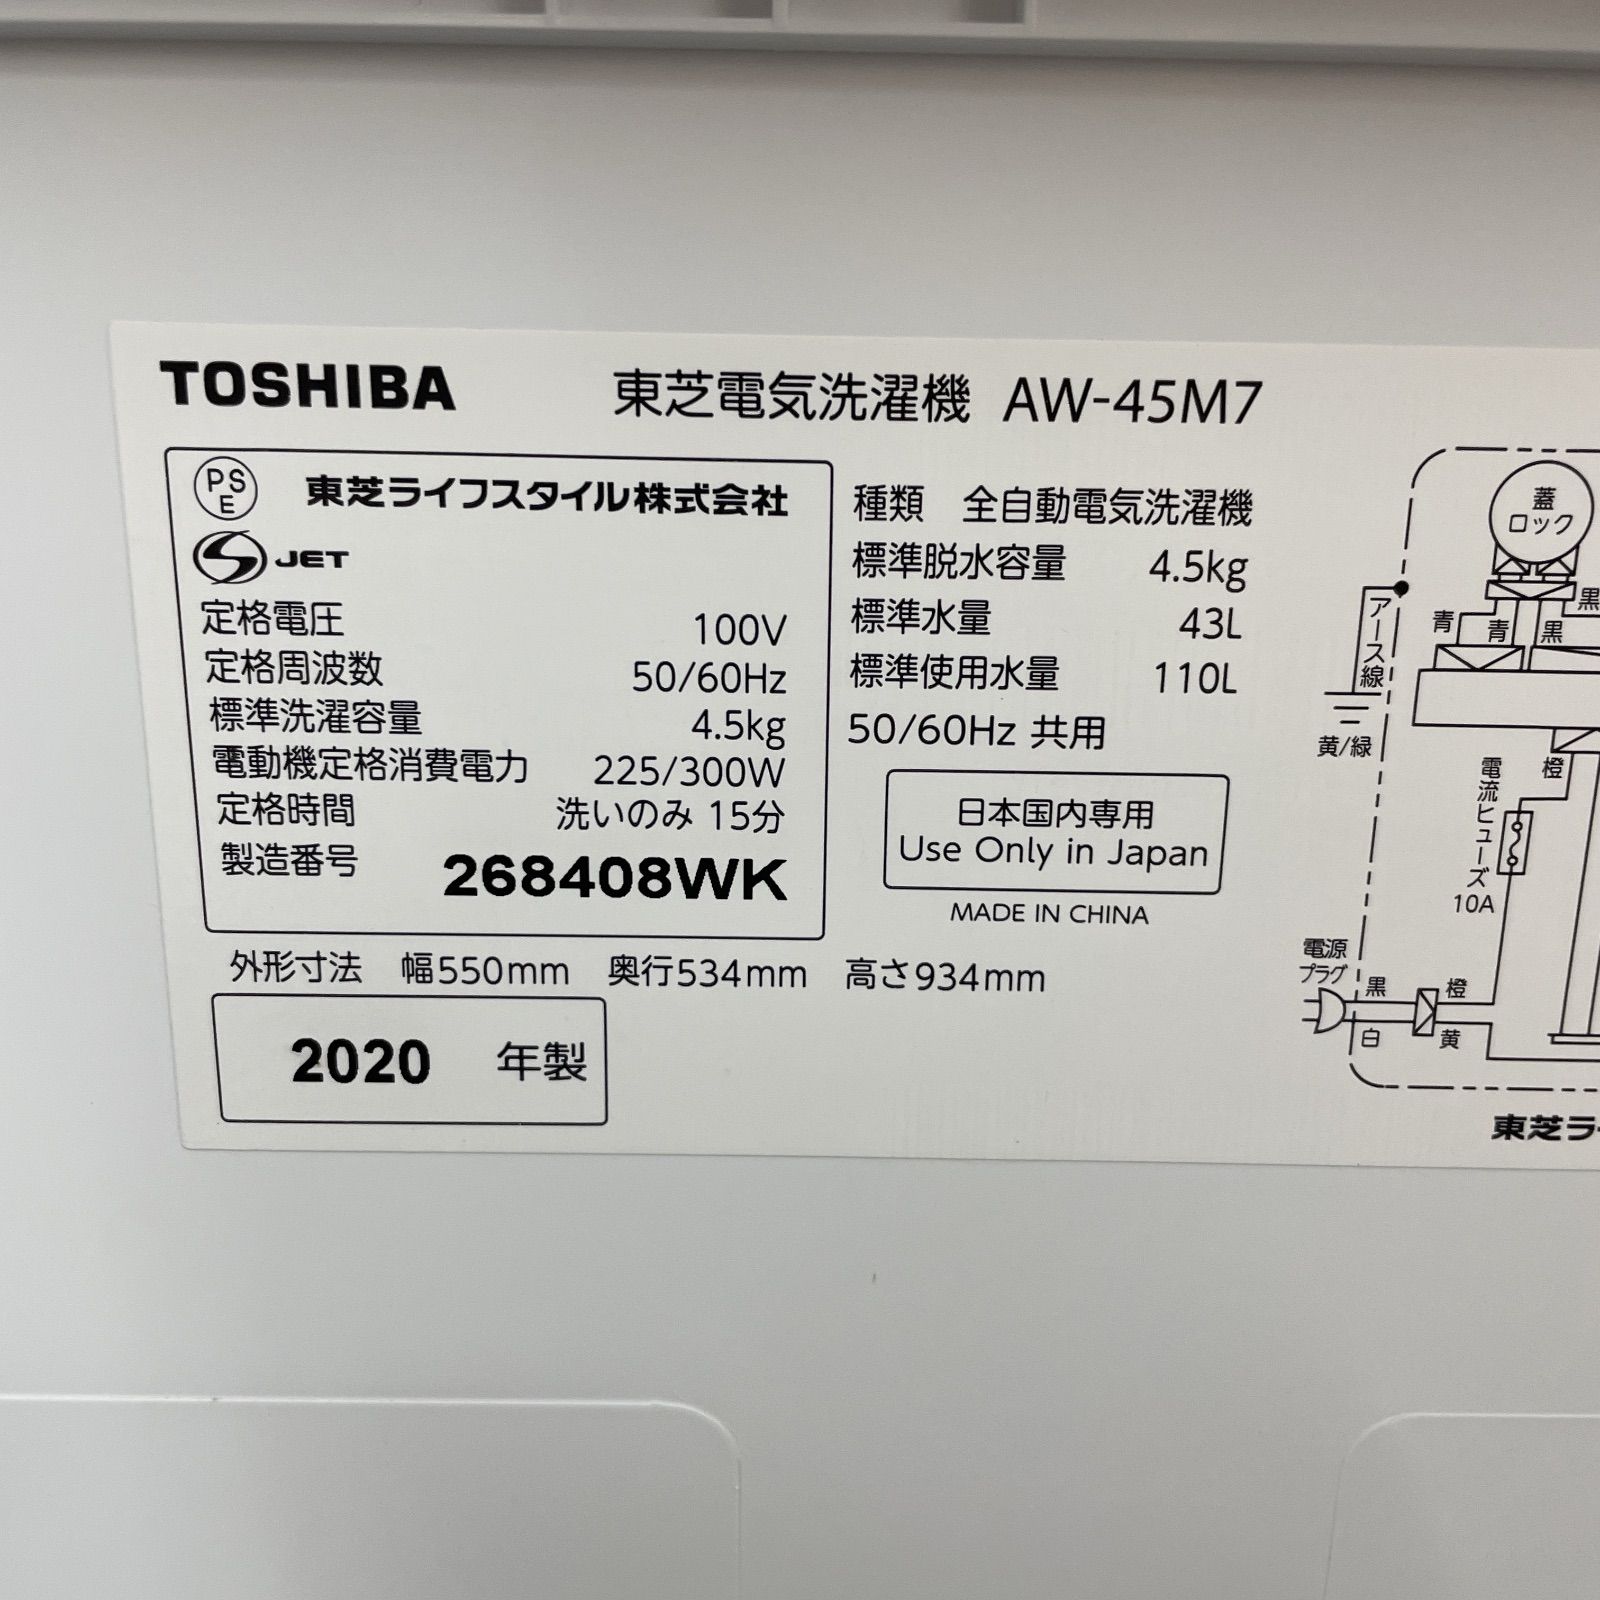 TOSHIBA 東芝電気洗濯機 AW-45M7
PS
E
東芝ライフスタイル株式会社
S JET
定格電圧 100V
定格周波数 50/60Hz
標準洗濯容量 4.5kg
電動機定格消費電力 225/300W
定格時間 洗いのみ 15分
製造番号 268408WK
種類 全自動電気洗濯機
標準脱水容量 4.5kg
標準水量 43L
標準使用水量 110L
50/60Hz 共用
日本国内専用
Use Only in Japan
MADE IN CHINA
外形寸法 幅550mm 奥行534mm 高さ934mm
2020 年製
蓋
ロック
アース線
黄/緑
青
青
黒
黒
橙
電流ヒューズ
10A
電源
プラグ
黒
白
橙
黄
東芝ラ